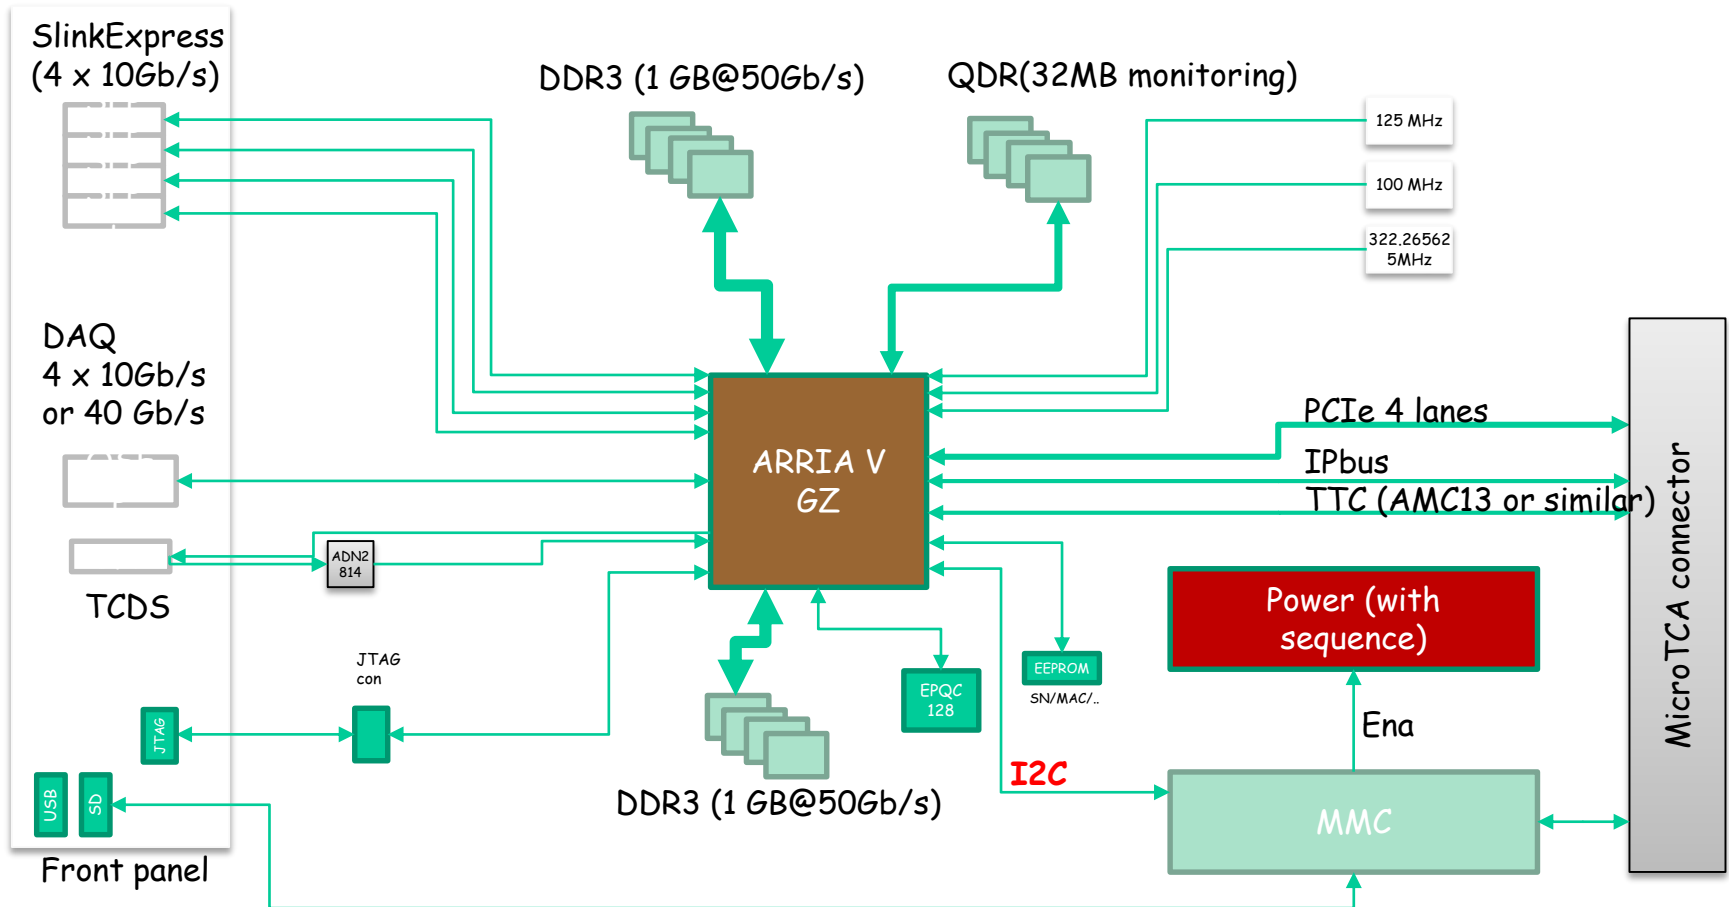 SlinkExpress
(4 x 10Gb/s)
DDR3 (1 GB@50Gb/s)
QDR(32MB monitoring)
125 MHz
100 MHz
322.26562
5MHz
DAQ
4 x 10Gb/s
or 40 Gb/s
ARRIA V
GZ
PCIe 4 lanes
IPbus
TTC (AMC13 or similar)
MicroTCA connector
ADN2
814
TCDS
Power (with
sequence)
JTAG
con
EEPROM
SN/MAC/..
EPQC
128
JTAG
Ena
I2C
USB
SD
DDR3 (1 GB@50Gb/s)
MMC
Front panel